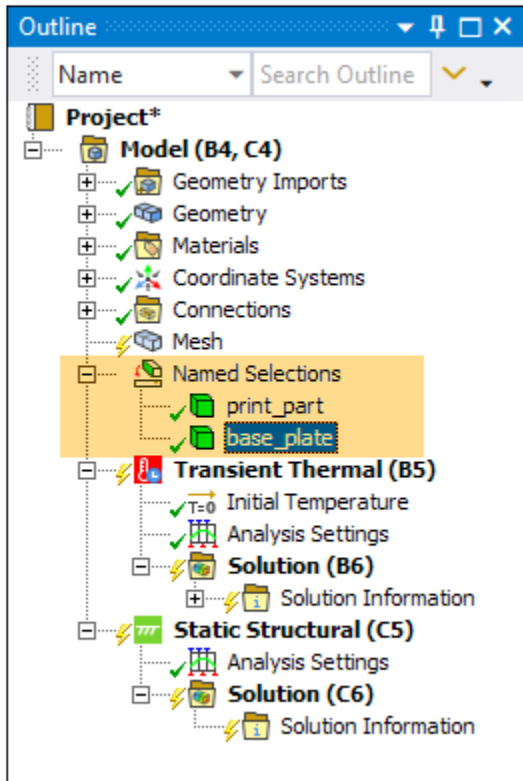 Outline
Name Search Outline
Project*
Model (B4, C4)
Geometry Imports
Geometry
Materials
Coordinate Systems
Connections
Mesh
Named Selections
print_part
base_plate
Transient Thermal (B5)
T=0 Initial Temperature
Analysis Settings
Solution (B6)
i Solution Information
Static Structural (C5)
Analysis Settings
Solution (C6)
i Solution Information